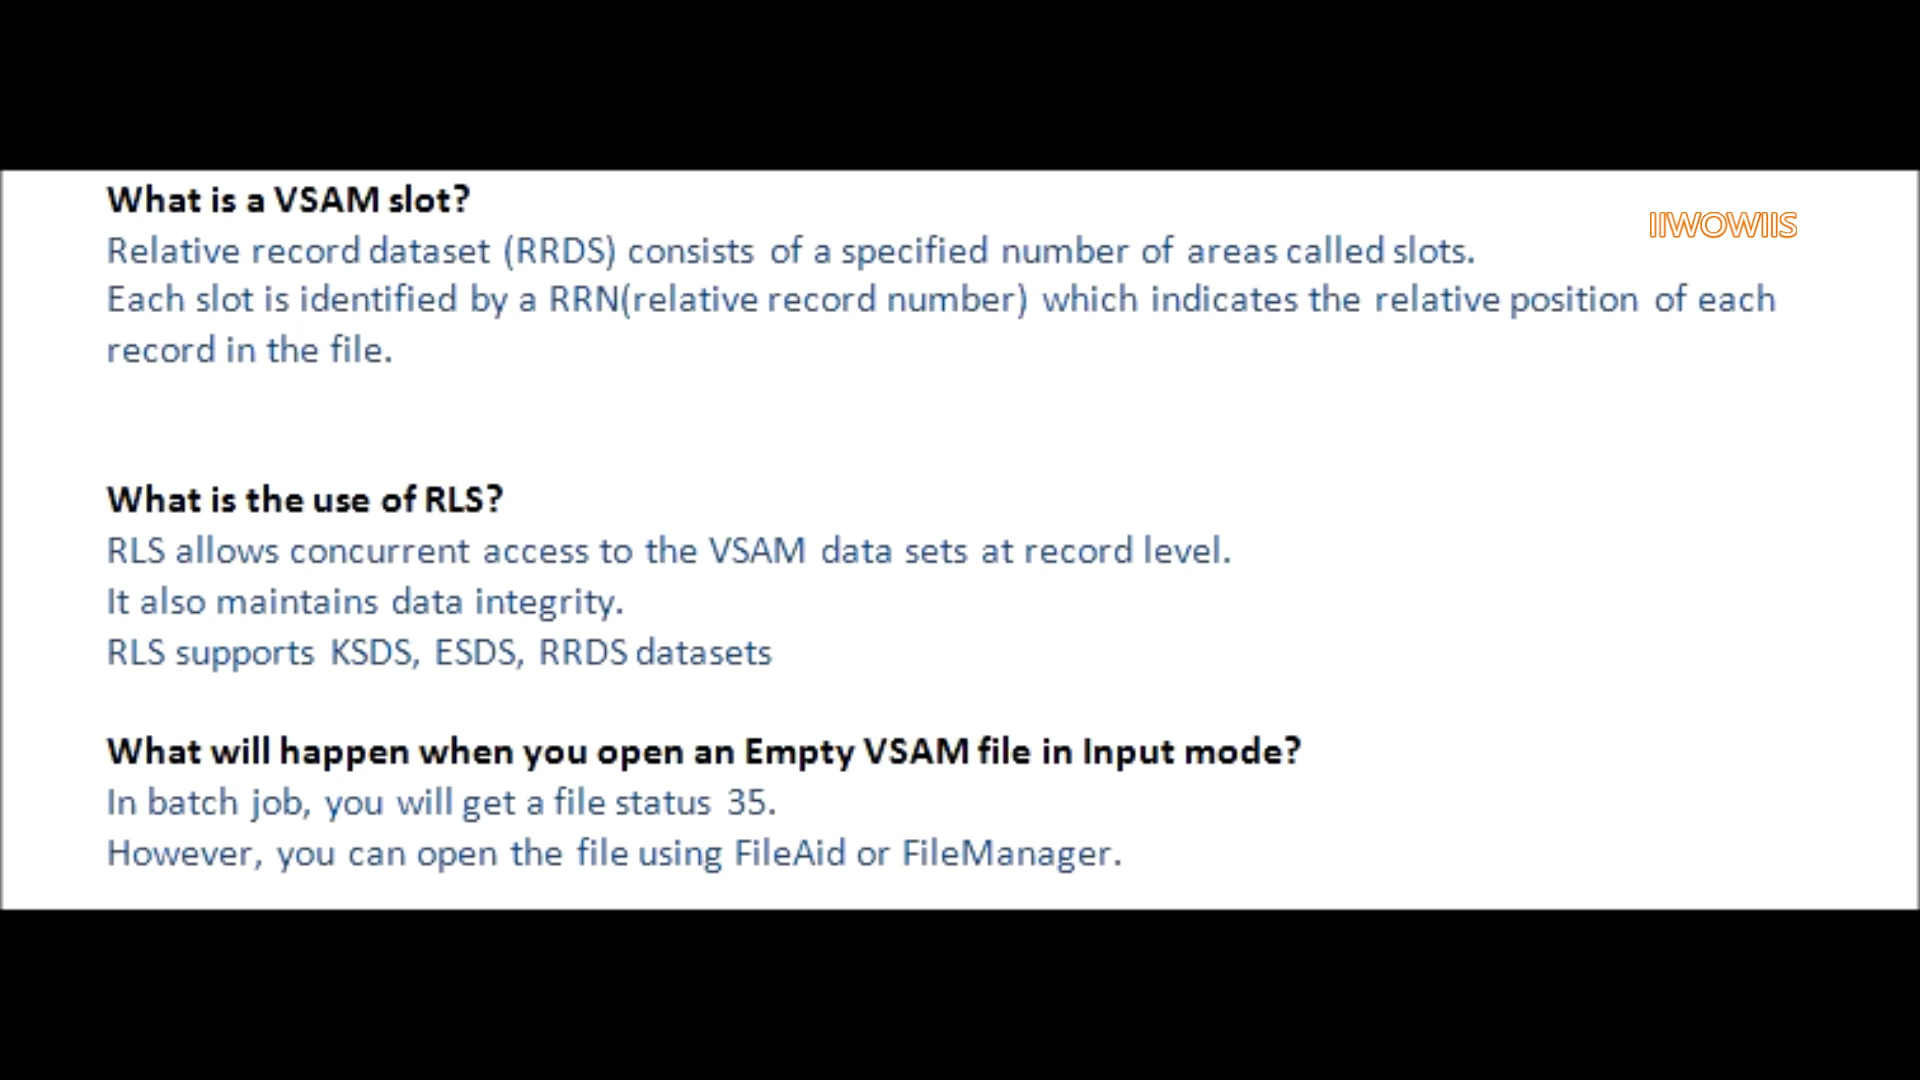 What is a VSAM slot?
IIWOWIIS
Relative record dataset (RRDS) consists of a specified number of areas called slots.
Each slot is identified by a RRN(relative record number) which indicates the relative position of each
record in the file.
What is the use of RLS?
RLS allows concurrent access to the VSAM data sets at record level.
It also maintains data integrity.
RLS supports KSDS, ESDS, RRDS datasets
What will happen when you open an Empty VSAM file in Input mode?
In batch job, you will get a file status 35.
However, you can open the file using FileAid or FileManager.